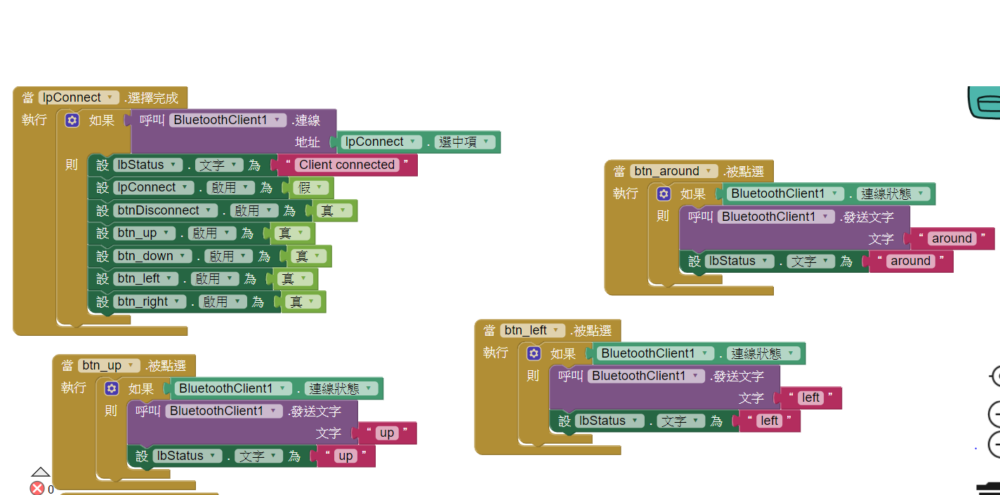 當 lpConnect .選擇完成
執行 如果 呼叫 BluetoothClient1 .連線
地址 lpConnect . 選中項
則 設 lbStatus . 文字 為 “ Client connected ”
設 lpConnect . 啟用 為 假
設 btnDisconnect . 啟用 為 真
設 btn_up . 啟用 為 真
設 btn_down . 啟用 為 真
設 btn_left . 啟用 為 真
設 btn_right . 啟用 為 真
當 btn_up .被點選
執行 如果 BluetoothClient1 . 連線狀態
則 呼叫 BluetoothClient1 .發送文字
文字 “ up ”
設 lbStatus . 文字 為 “ up ”
0
當 btn_around .被點選
執行 如果 BluetoothClient1 . 連線狀態
則 呼叫 BluetoothClient1 .發送文字
文字 “ around ”
設 lbStatus . 文字 為 “ around ”
當 btn_left .被點選
執行 如果 BluetoothClient1 . 連線狀態
則 呼叫 BluetoothClient1 .發送文字
文字 “ left ”
設 lbStatus . 文字 為 “ left ”